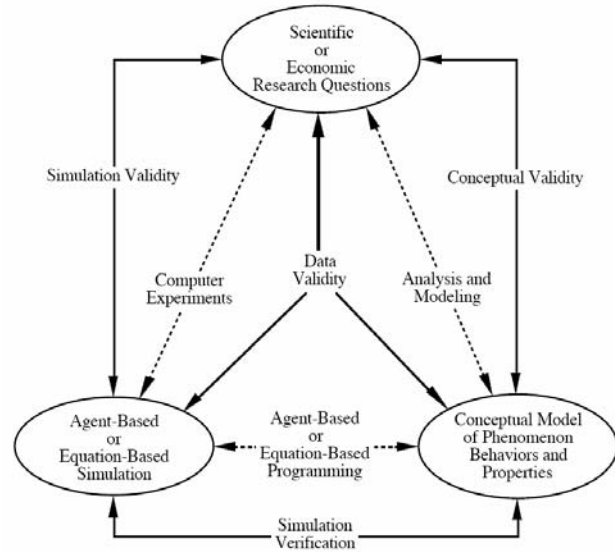 Scientific
or
Economic
Research Questions
Simulation Validity
Conceptual Validity
Data
Validity
Computer
Experiments
Analysis and
Modeling
Agent-Based
or
Equation-Based
Simulation
Agent-Based
or
Equation-Based
Programming
Conceptual Model
of Phenomenon
Behaviors and
Properties
Simulation
Verification